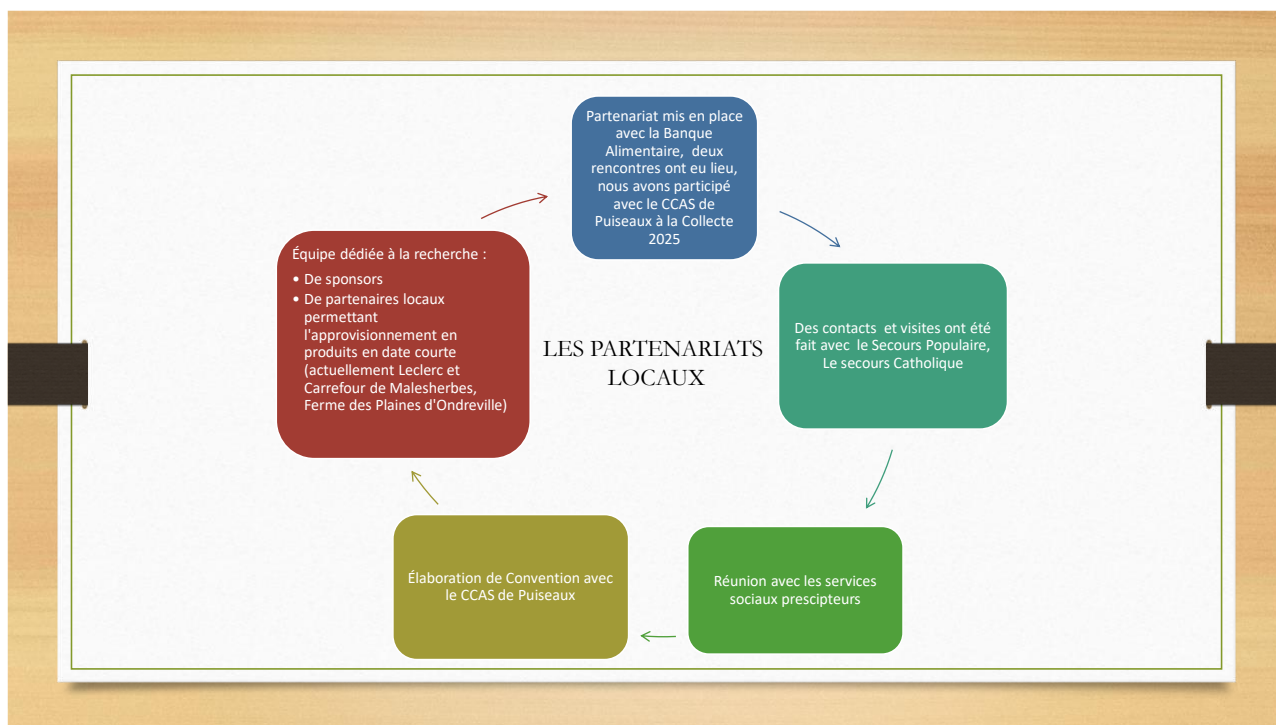 Partenariat mis en place
avec la Banque
Alimentaire, deux
rencontres ont eu lieu,
nous avons participé
avec le CCAS de
Puiseaux à la Collecte
2025
Des contacts et visites ont été
fait avec le Secours Populaire,
Le secours Catholique
Réunion avec les services
sociaux prescipteurs
Élaboration de Convention avec
le CCAS de Puiseaux
Équipe dédiée à la recherche :
• De sponsors
• De partenaires locaux
permettant
l'approvisionnement en
produits en date courte
(actuellement Leclerc et
Carrefour de Malesherbes,
Ferme des Plaines d'Ondreville)
LES PARTENARIATS
LOCAUX